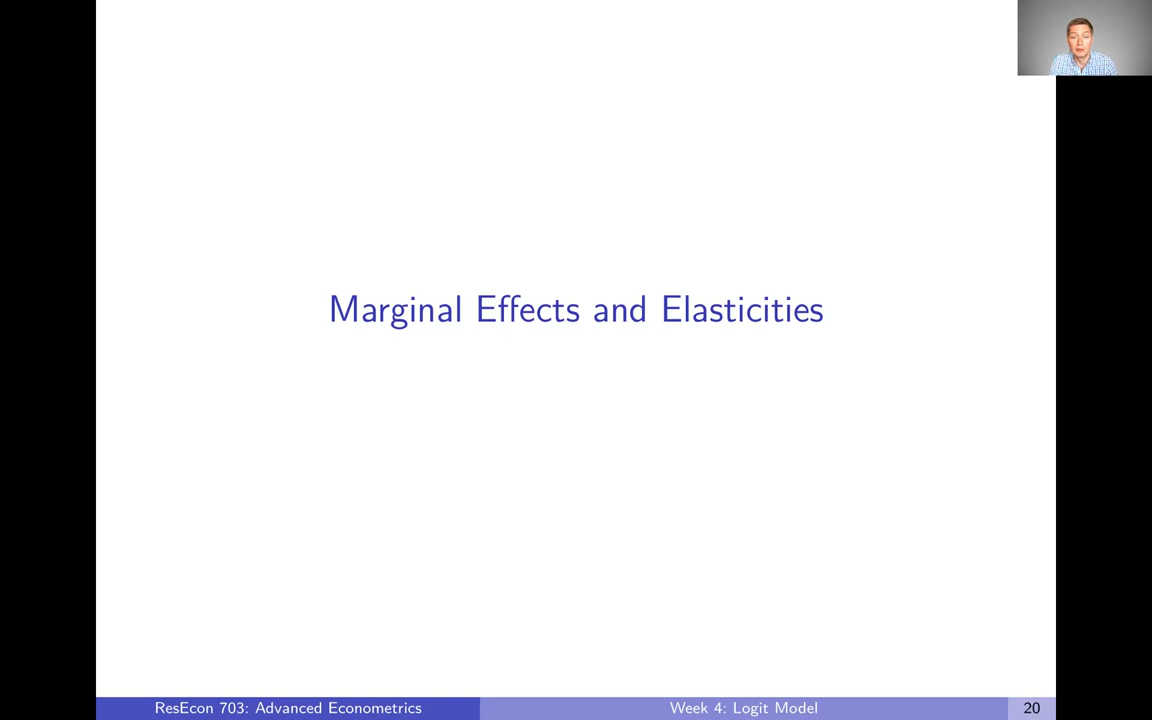 Marginal Effects and Elasticities
ResEcon 703: Advanced Econometrics
Week 4: Logit Model
20